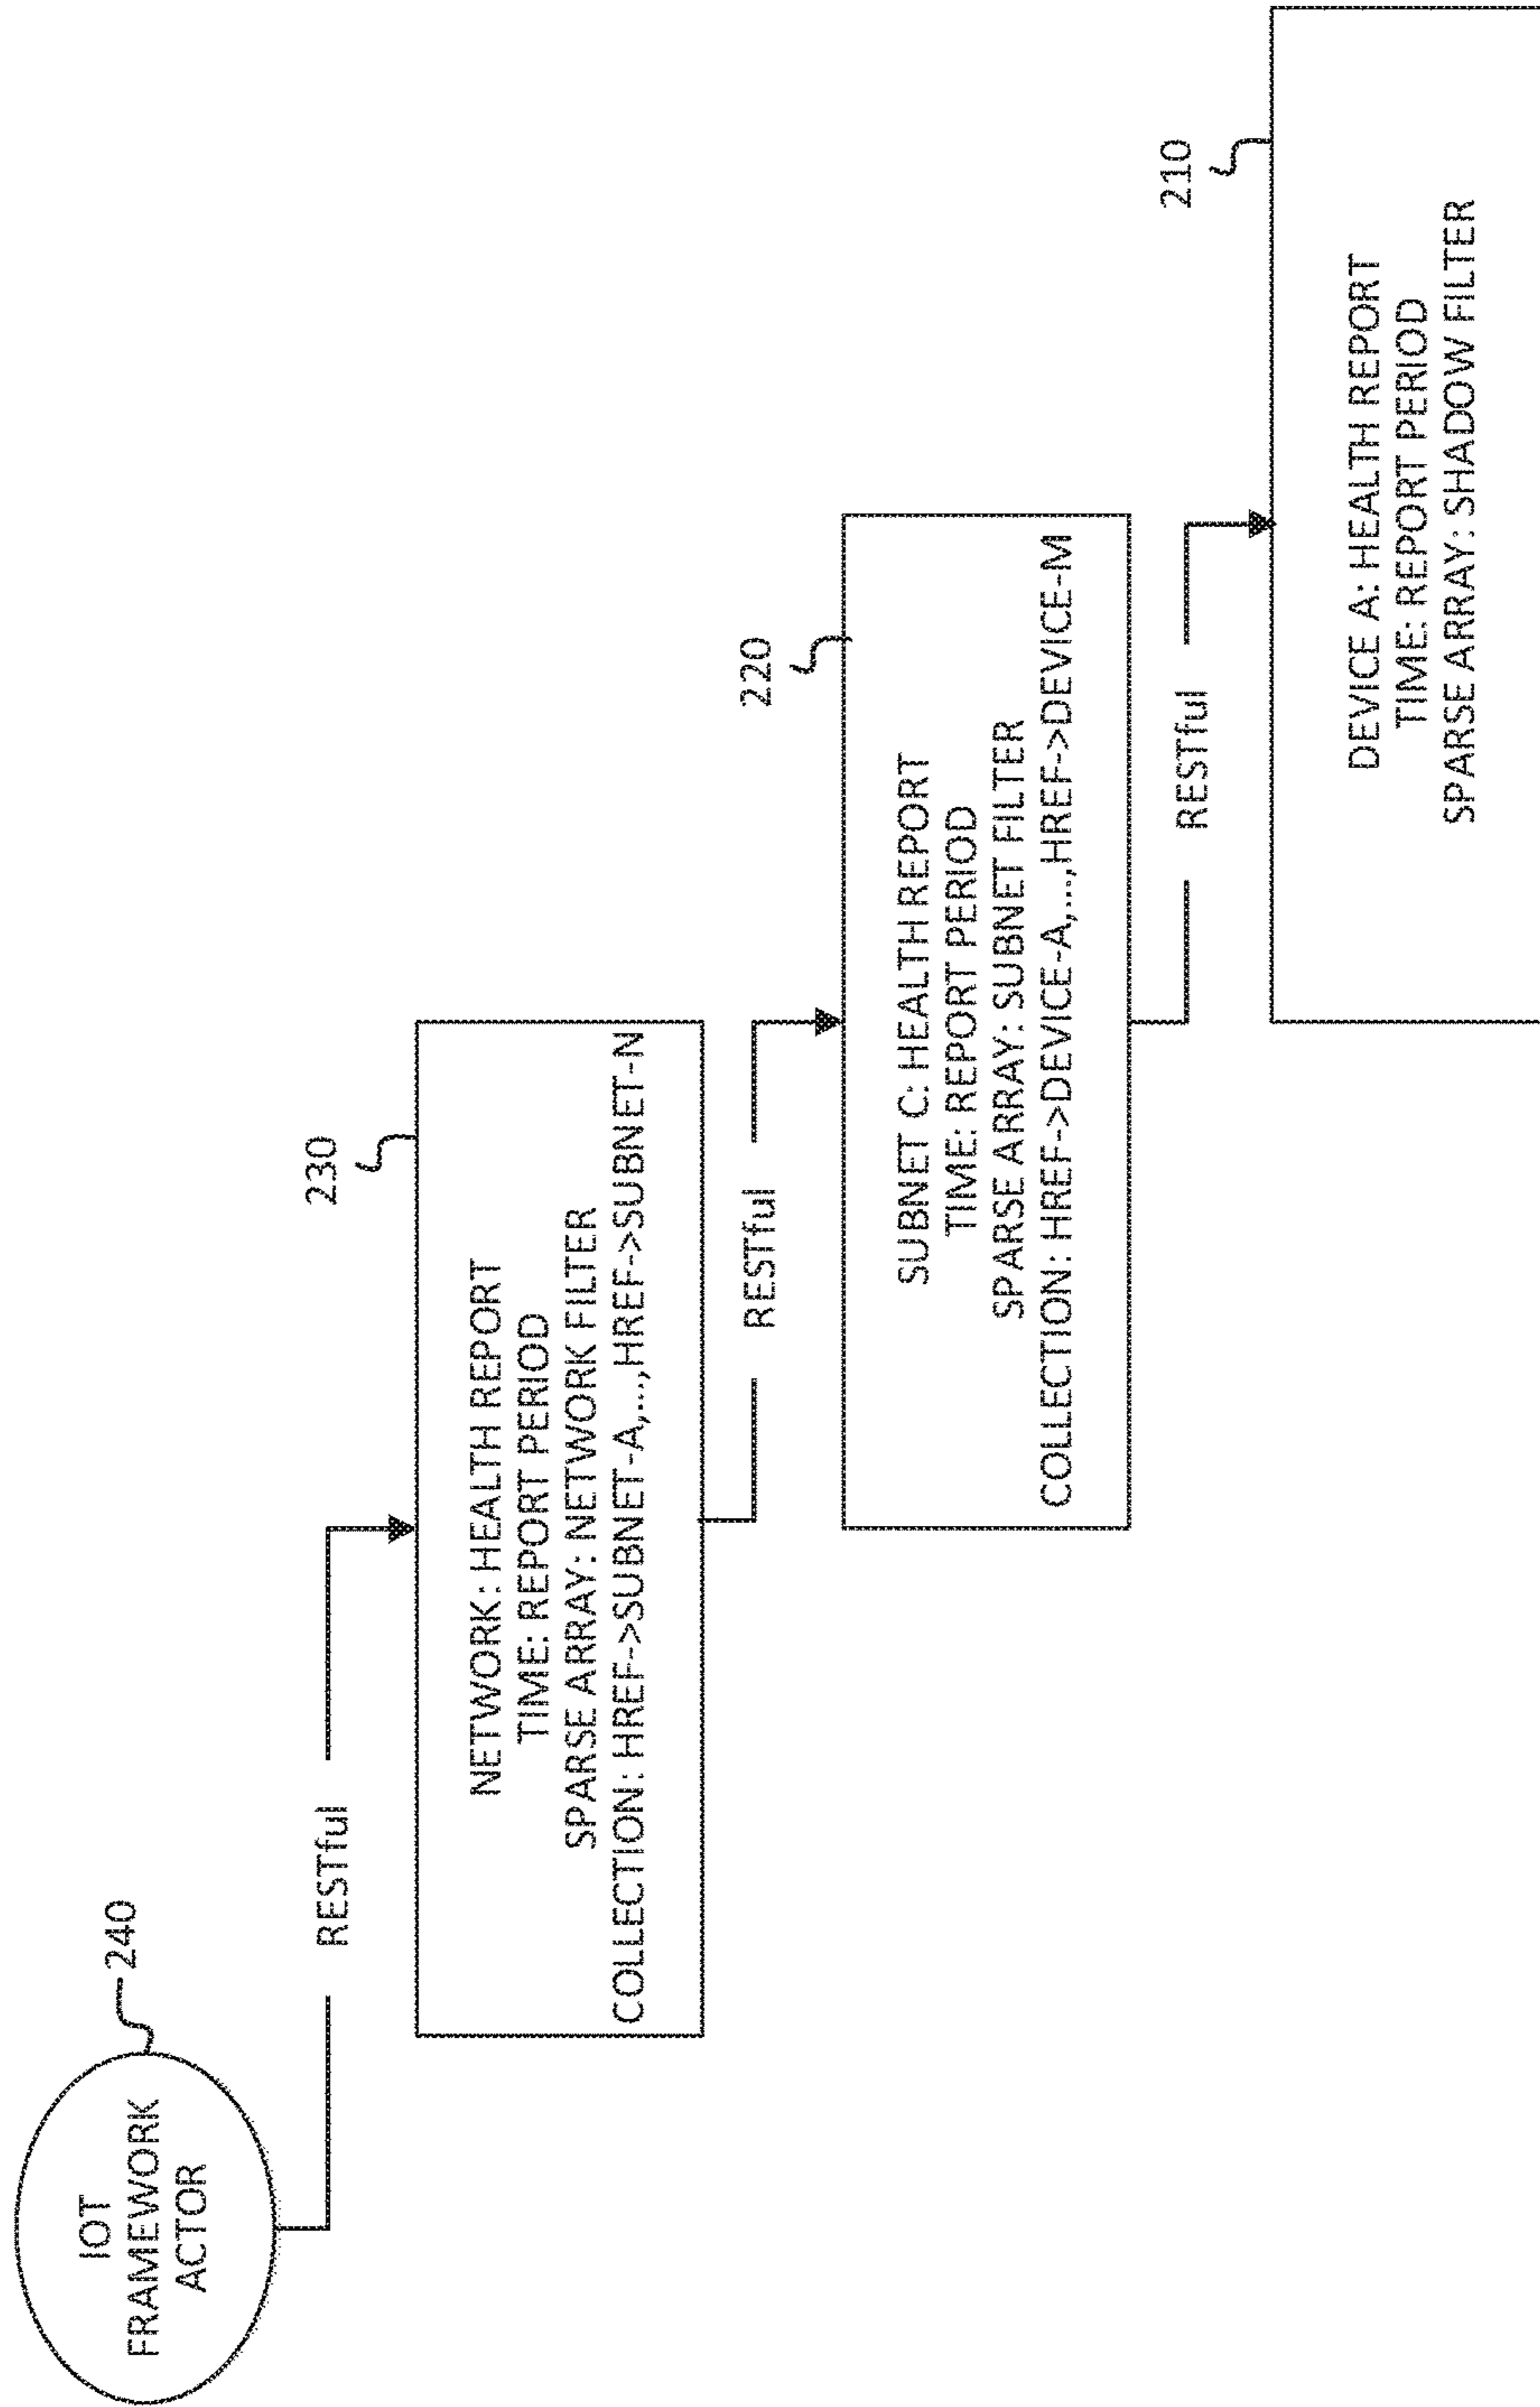 IOT
FRAMEWORK
ACTOR
240
RESTful
230
NETWORK: HEALTH REPORT
TIME: REPORT PERIOD
SPARSE ARRAY: NETWORK FILTER
COLLECTION: HREF->SUBNET-A,...,HREF->SUBNET-N
RESTful
220
SUBNET C: HEALTH REPORT
TIME: REPORT PERIOD
SPARSE ARRAY: SUBNET FILTER
COLLECTION: HREF->DEVICE-A,...,HREF->DEVICE-M
RESTful
210
DEVICE A: HEALTH REPORT
TIME: REPORT PERIOD
SPARSE ARRAY: SHADOW FILTER